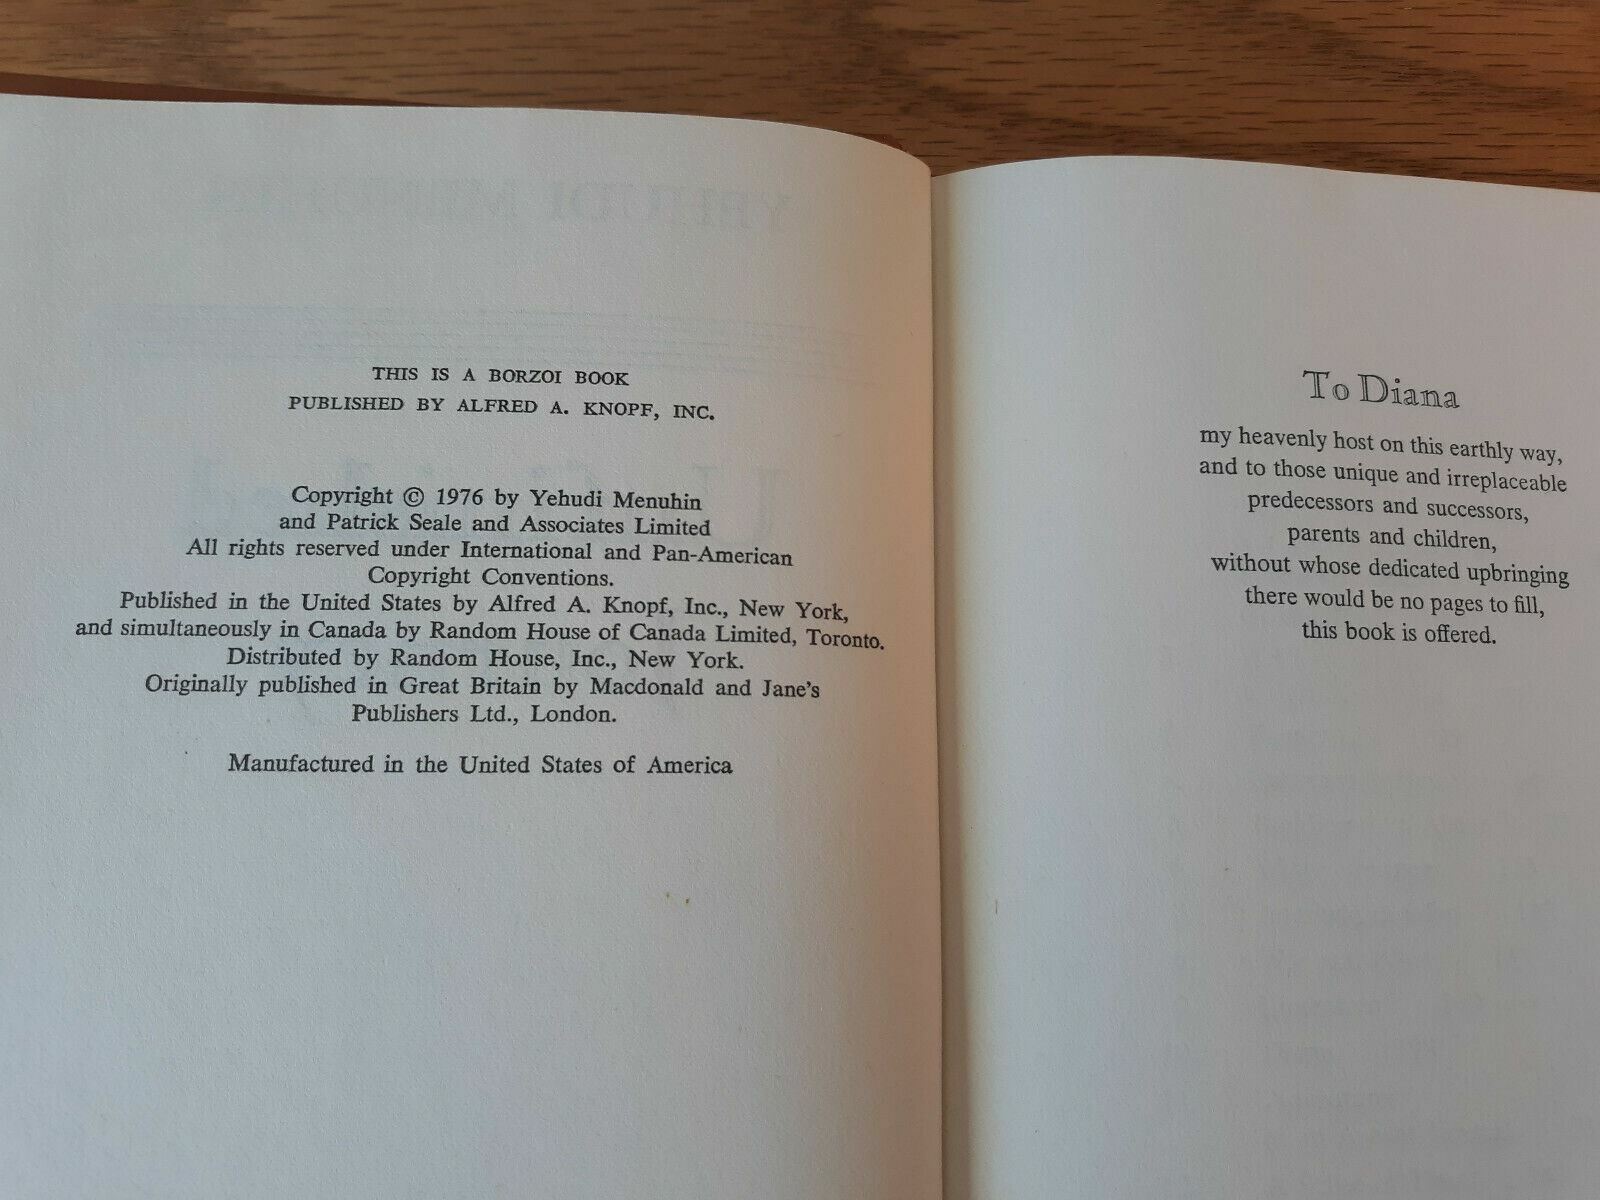 THIS IS A BORZOI BOOK
PUBLISHED BY ALFRED A. KNOPF, INC.
Copyright © 1976 by Yehudi Menuhin
and Patrick Seale and Associates Limited
All rights reserved under International and Pan-American
Copyright Conventions.
Published in the United States by Alfred A. Knopf, Inc., New York,
and simultaneously in Canada by Random House of Canada Limited, Toronto.
Distributed by Random House, Inc., New York.
Originally published in Great Britain by Macdonald and Jane's
Publishers Ltd., London.
Manufactured in the United States of America
To Diana
my heavenly host on this earthly way,
and to those unique and irreplaceable
predecessors and successors,
parents and children,
without whose dedicated upbringing
there would be no pages to fill,
this book is offered.